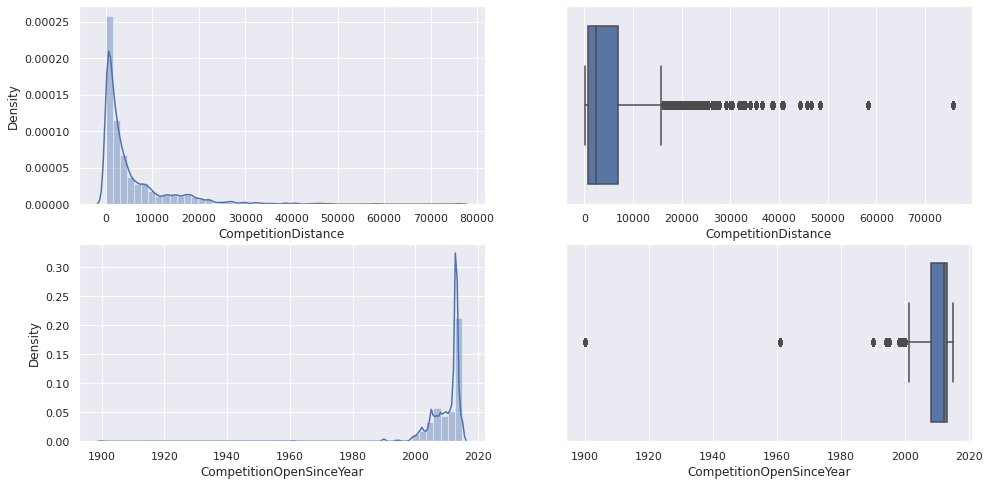 Density
0.00025
0.00020
0.00015
0.00010
0.00005
0.00000
0 10000 20000 30000 40000 50000 60000 70000 80000
CompetitionDistance
0 10000 20000 30000 40000 50000 60000 70000
CompetitionDistance
Density
0.30
0.25
0.20
0.15
0.10
0.05
0.00
1900 1920 1940 1960 1980 2000 2020
CompetitionOpenSinceYear
1900 1920 1940 1960 1980 2000 2020
CompetitionOpenSinceYear